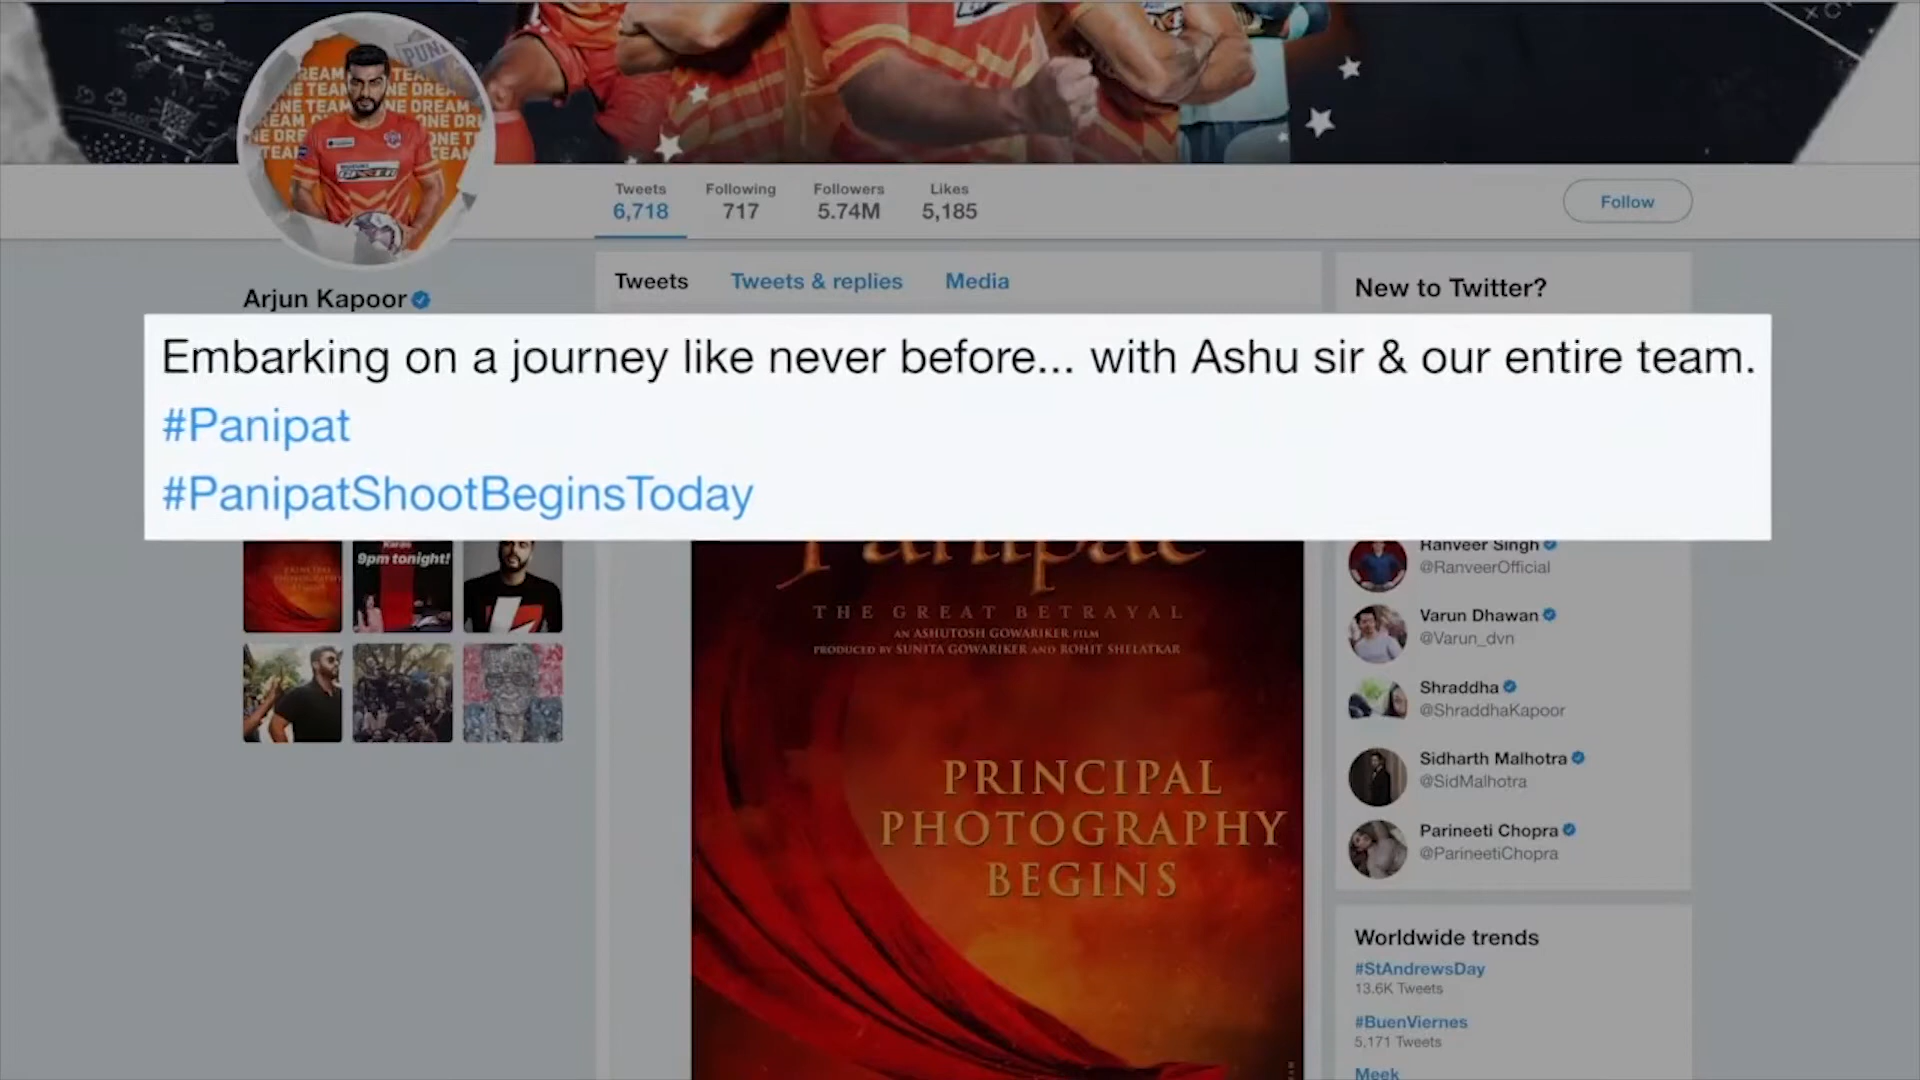 Tweets
6,718
Following
717
Followers
5.74M
Likes
5,185
Follow
Arjun Kapoor
Tweets
Tweets & replies
Media
New to Twitter?
Embarking on a journey like never before... with Ashu sir & our entire team.
#Panipat
#PanipatShootBeginsToday
9pm tonight!
Panipat
THE GREAT BETRAYAL
AN ASHUTOSH GOWARIKER FILM
PRODUCED BY SUNITA GOWARIKER AND ROHIT SHELATKAR
PRINCIPAL
PHOTOGRAPHY
BEGINS
Ranveer Singh
@RanveerOfficial
Varun Dhawan
@Varun_dvn
Shraddha
@ShraddhaKapoor
Sidharth Malhotra
@SidMalhotra
Parineeti Chopra
@ParineetiChopra
Worldwide trends
#StAndrewsDay
13.6K Tweets
#BuenViernes
5,171 Tweets
Meek